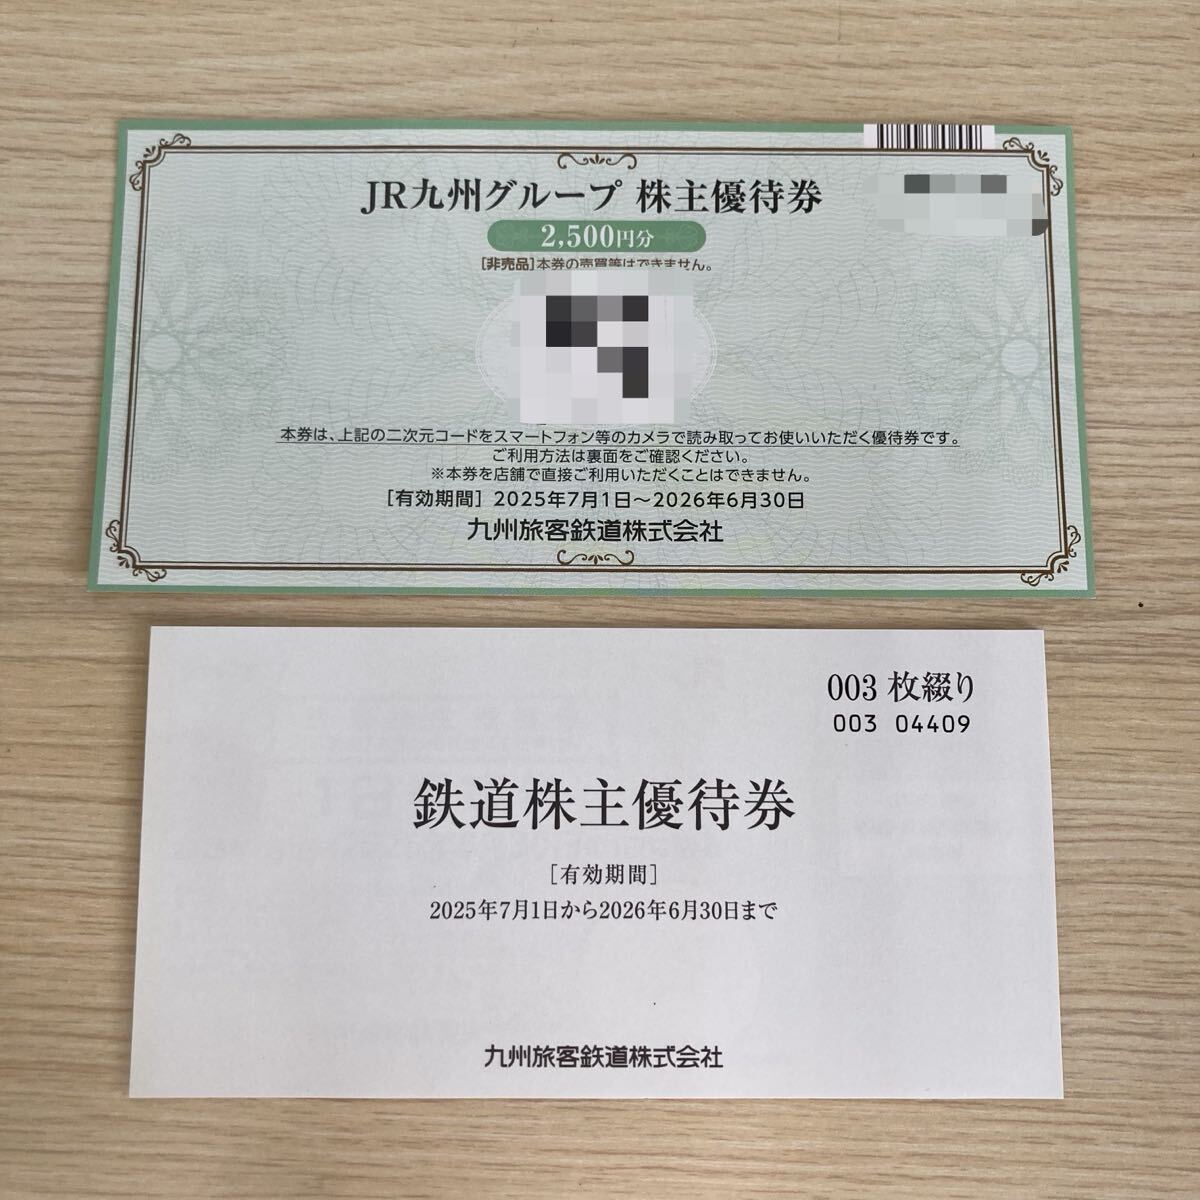 JR九州グループ 株主優待券
2,500円分
[非売品]本券の売買等はできません。
本券は、上記の二次元コードをスマートフォン等のカメラで読み取ってお使いいただく優待券です。
ご利用方法は裏面をご確認ください。
※本券を店舗で直接ご利用いただくことはできません。
[有効期間] 2025年7月1日～2026年6月30日
九州旅客鉄道株式会社
003 枚綴り
003 04409
鉄道株主優待券
[有効期間]
2025年7月1日から2026年6月30日まで
九州旅客鉄道株式会社